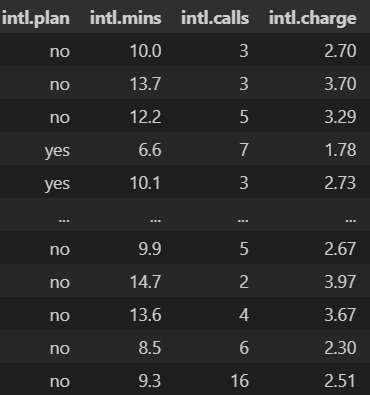 intl.plan intl.mins intl.calls intl.charge
no 10.0 3 2.70
no 13.7 3 3.70
no 12.2 5 3.29
yes 6.6 7 1.78
yes 10.1 3 2.73
... ... ... ...
no 9.9 5 2.67
no 14.7 2 3.97
no 13.6 4 3.67
no 8.5 6 2.30
no 9.3 16 2.51